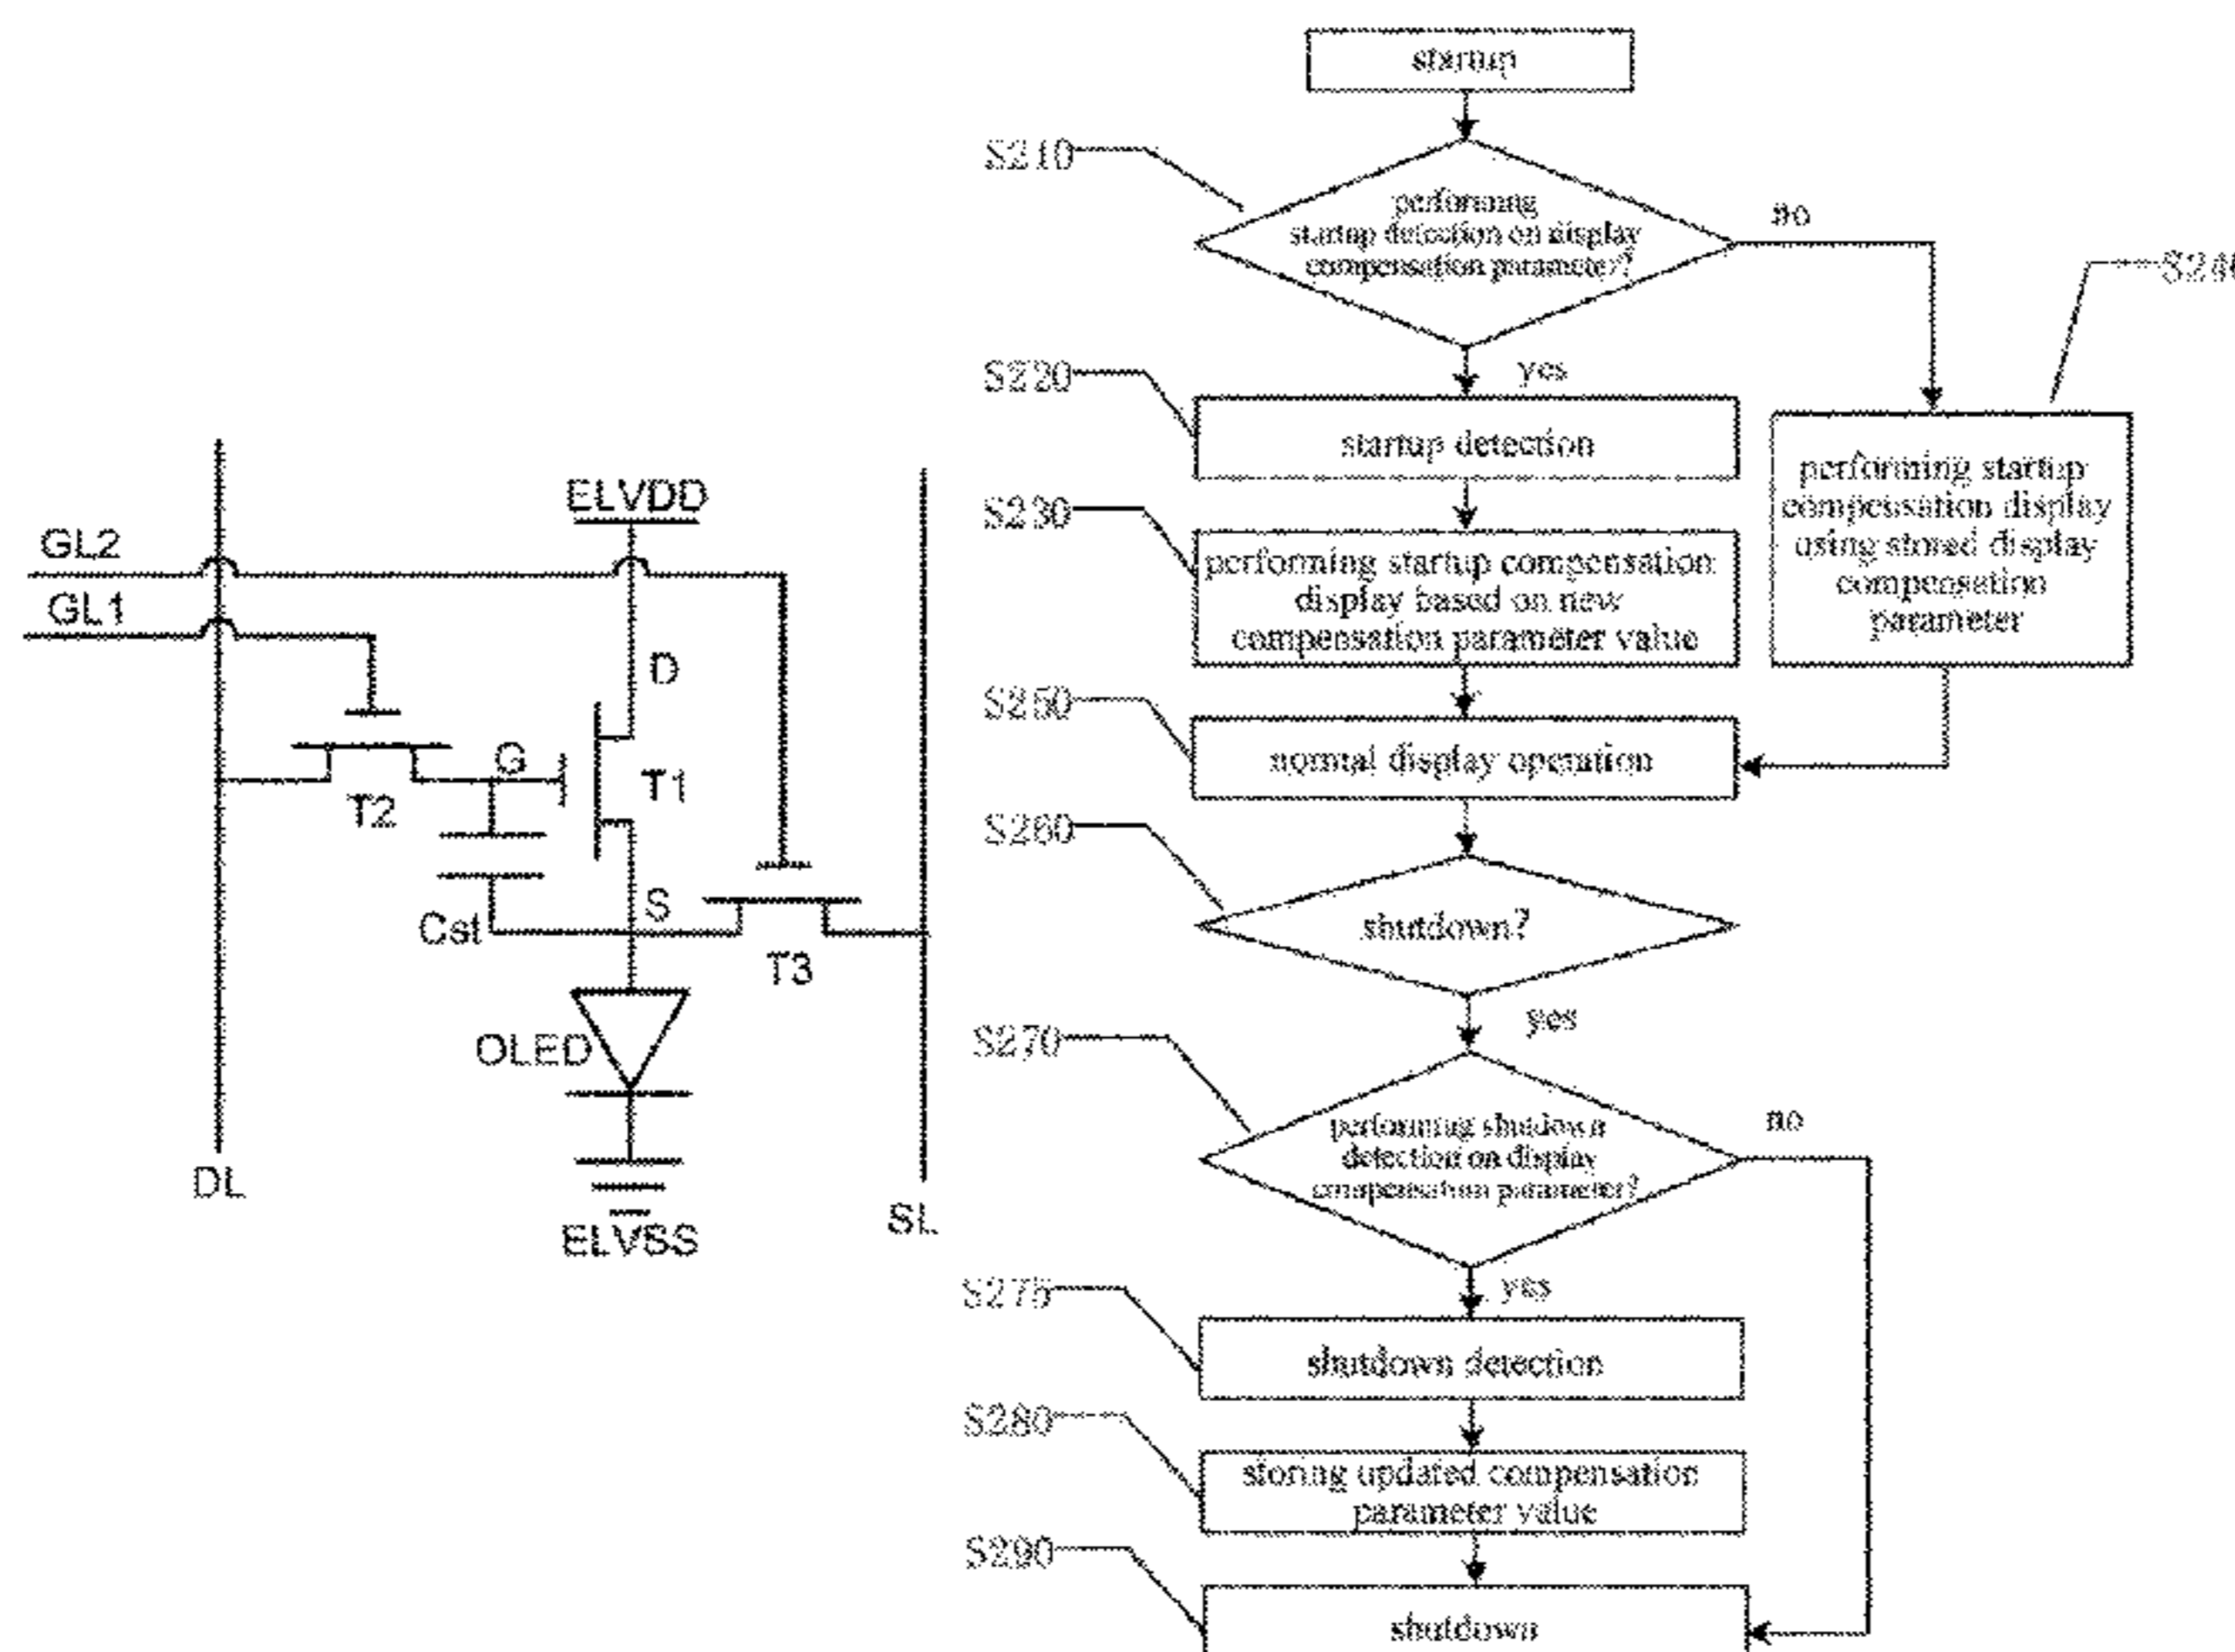 ELVDD
GL2
GL1
D
G
T1
T2
S
Cst
T3
OLED
DL
SL
ELVSS
startup
S210
performing
startup detection on display
compensation parameter?
no
yes
S220
startup detection
S230
performing startup compensation
display based on new
compensation parameter value
performing startup
compensation display
using stored display
compensation
parameter
S250
normal display operation
S260
shutdown?
yes
S270
performing shutdown
detection on display
compensation parameter?
no
yes
S275
shutdown detection
S280
storing updated compensation
parameter value
S290
shutdown